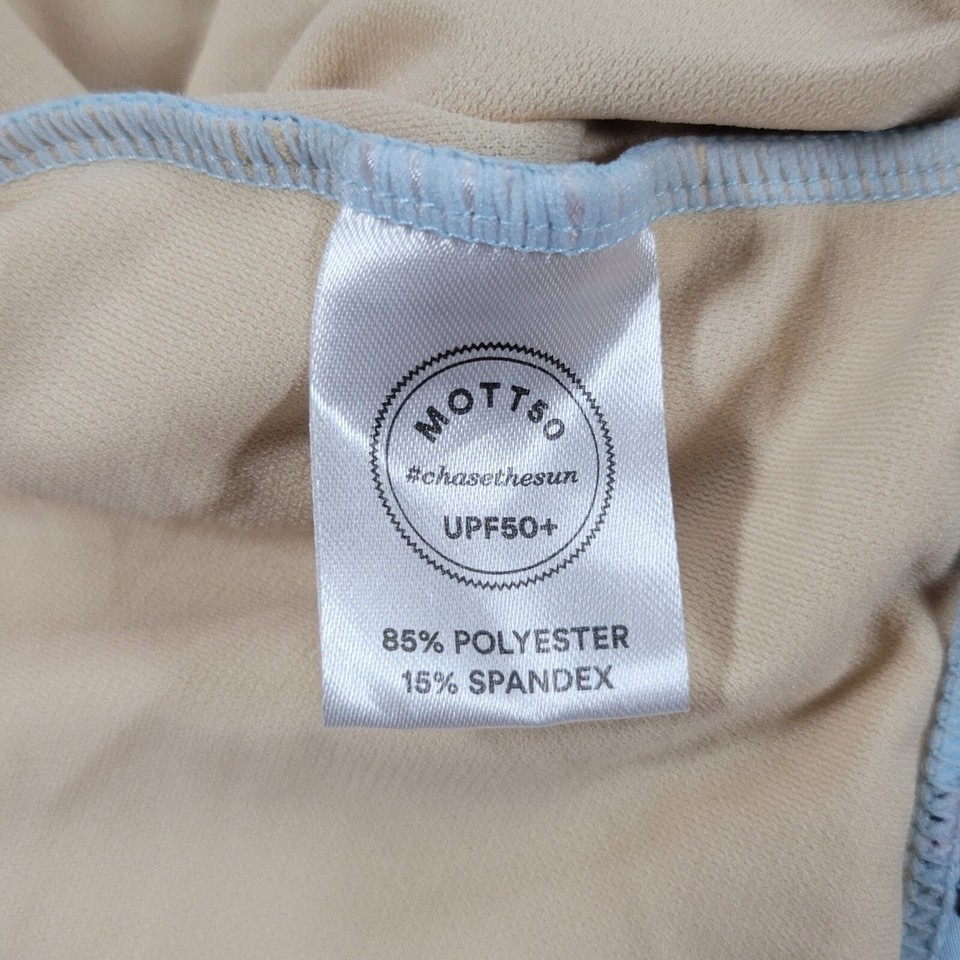 MOTT50
#chasethesun
UPF50+
85% POLYESTER
15% SPANDEX